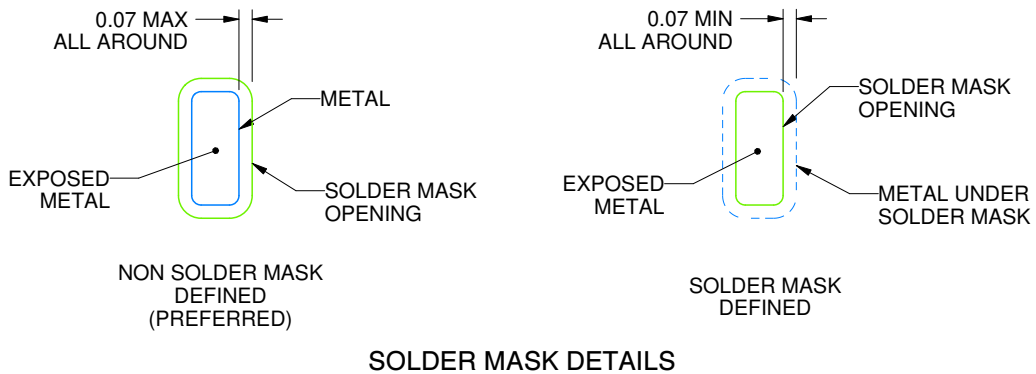 0.07 MAX
ALL AROUND
METAL
EXPOSED
METAL
SOLDER MASK
OPENING
NON SOLDER MASK
DEFINED
(PREFERRED)
0.07 MIN
ALL AROUND
SOLDER MASK
OPENING
EXPOSED
METAL
METAL UNDER
SOLDER MASK
SOLDER MASK
DEFINED
SOLDER MASK DETAILS